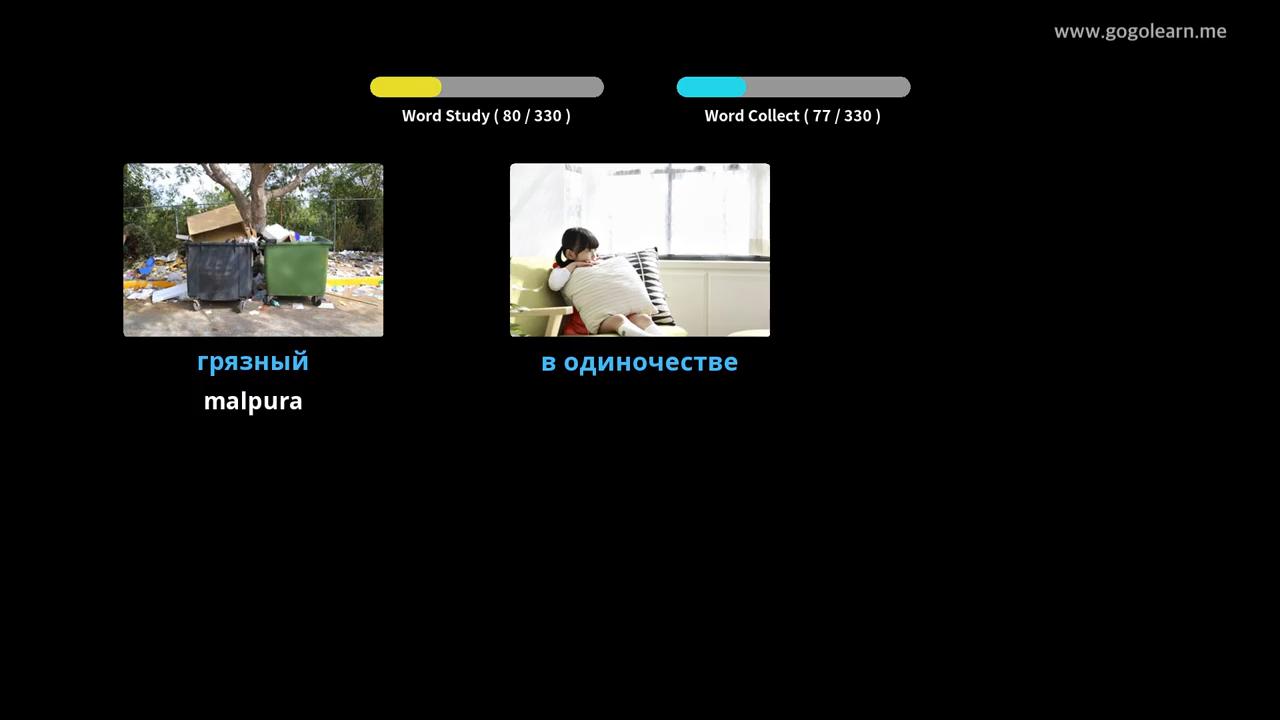 www.gogolearn.me
Word Study ( 80 / 330 )
Word Collect ( 77 / 330 )
грязный
malpura
в одиночестве